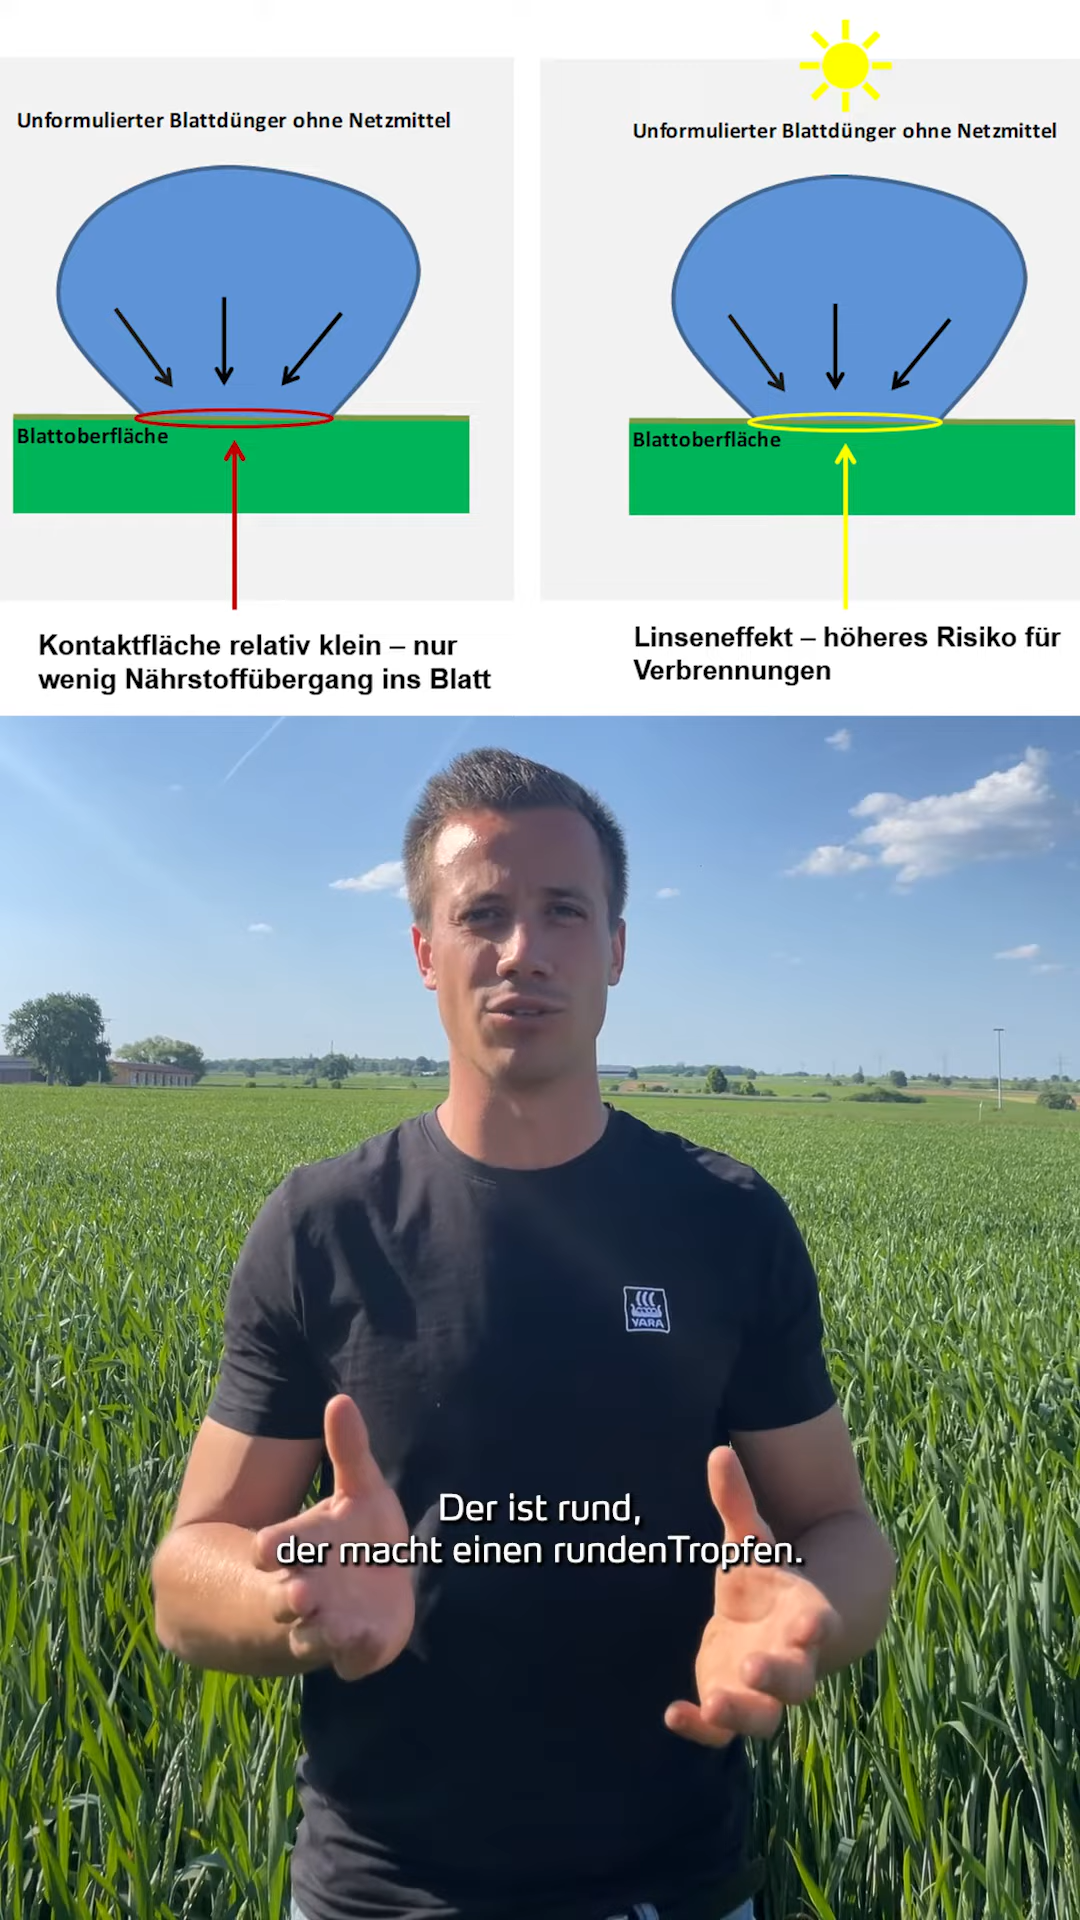 Unformulierter Blattdünger ohne Netzmittel
Blattoberfläche
Kontaktfläche relativ klein – nur
wenig Nährstoffübergang ins Blatt
Unformulierter Blattdünger ohne Netzmittel
Blattoberfläche
Linseneffekt – höheres Risiko für
Verbrennungen
YARA
Der ist rund,
der macht einen rundenTropfen.